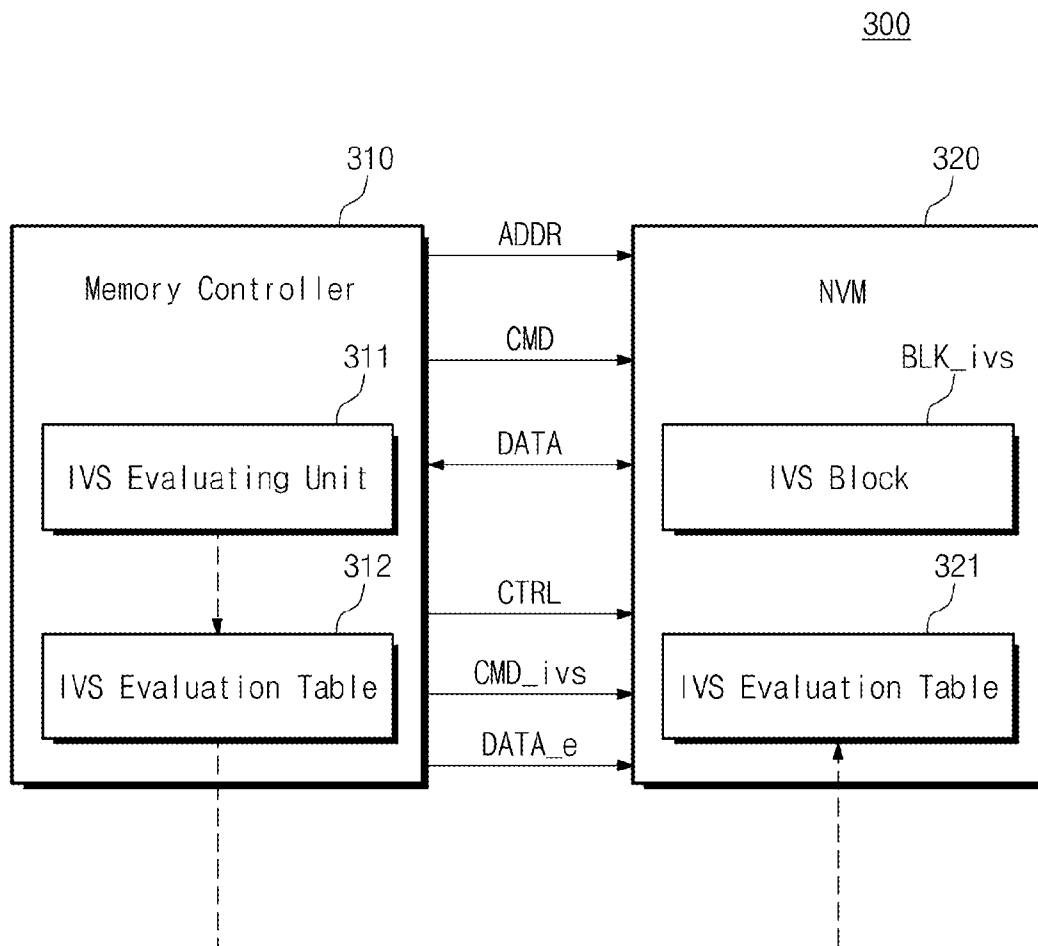 300
310
320
ADDR
Memory Controller
NVM
CMD
311
BLK_ivs
IVS Evaluating Unit
DATA
IVS Block
312
CTRL
321
IVS Evaluation Table
CMD_ivs
IVS Evaluation Table
DATA_e